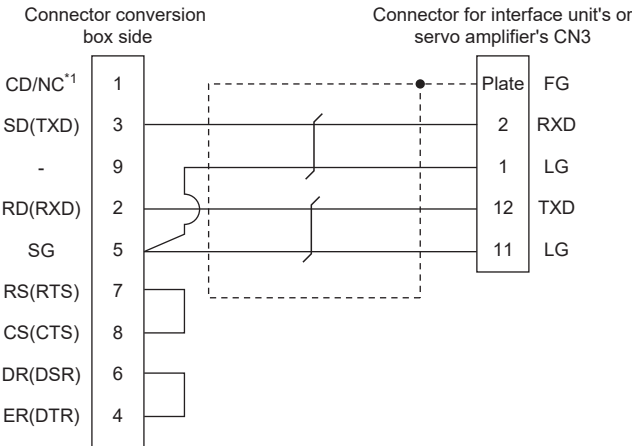 Connector conversion
box side
Connector for interface unit's or
servo amplifier's CN3
CD/NC*1 1 Plate FG
SD(TXD) 3 2 RXD
- 9 1 LG
RD(RXD) 2 12 TXD
SG 5 11 LG
RS(RTS) 7
CS(CTS) 8
DR(DSR) 6
ER(DTR) 4